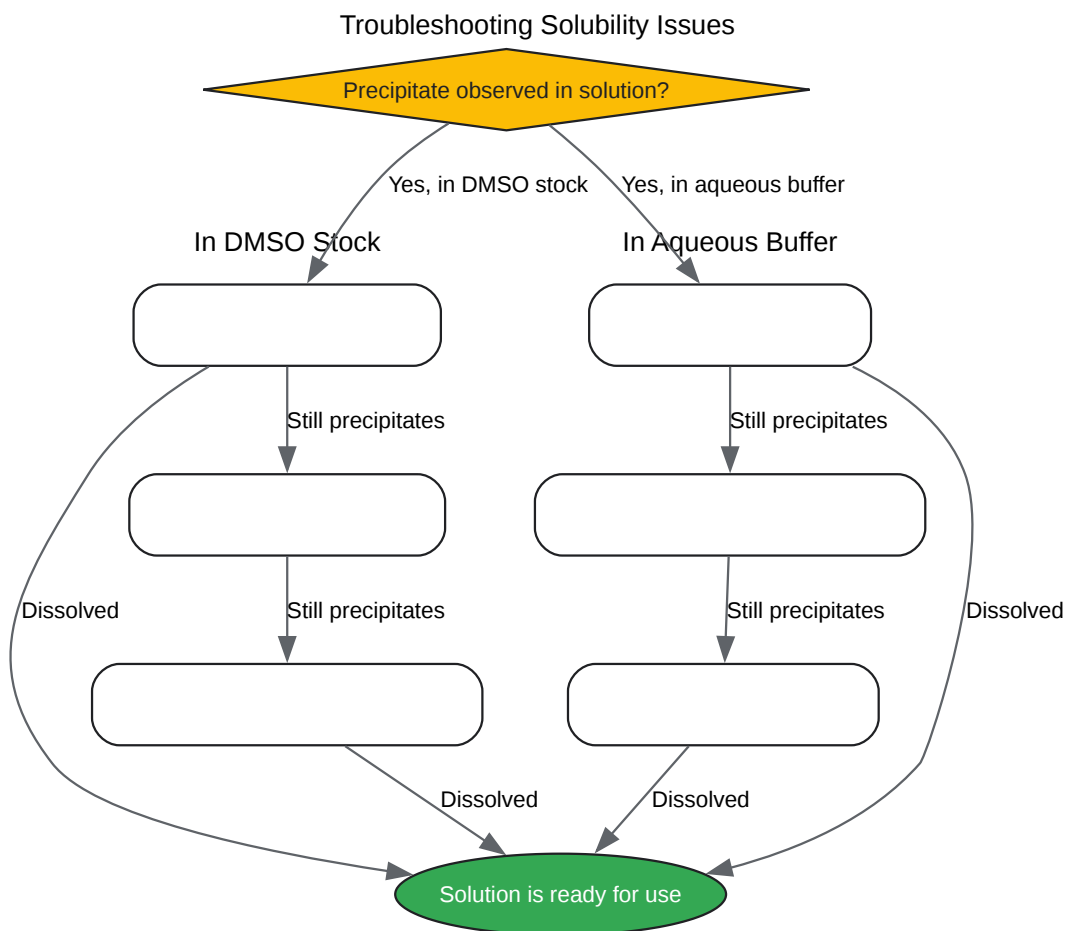 Troubleshooting Solubility Issues
Precipitate observed in solution?
Yes, in DMSO stock
Yes, in aqueous buffer
In DMSO Stock
In Aqueous Buffer
Still precipitates
Still precipitates
Dissolved
Still precipitates
Still precipitates
Dissolved
Dissolved
Dissolved
Solution is ready for use